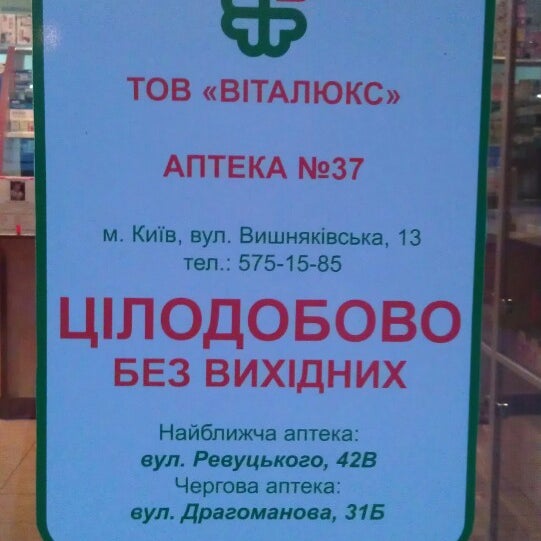 ТОВ «ВІТАЛЮКС»
АПТЕКА №37
м. Київ, вул. Вишняківська, 13
тел.: 575-15-85
ЦІЛОДОБОВО
БЕЗ ВИХІДНИХ
Найближча аптека:
вул. Ревуцького, 42В
Чергова аптека:
вул. Драгоманова, 31Б